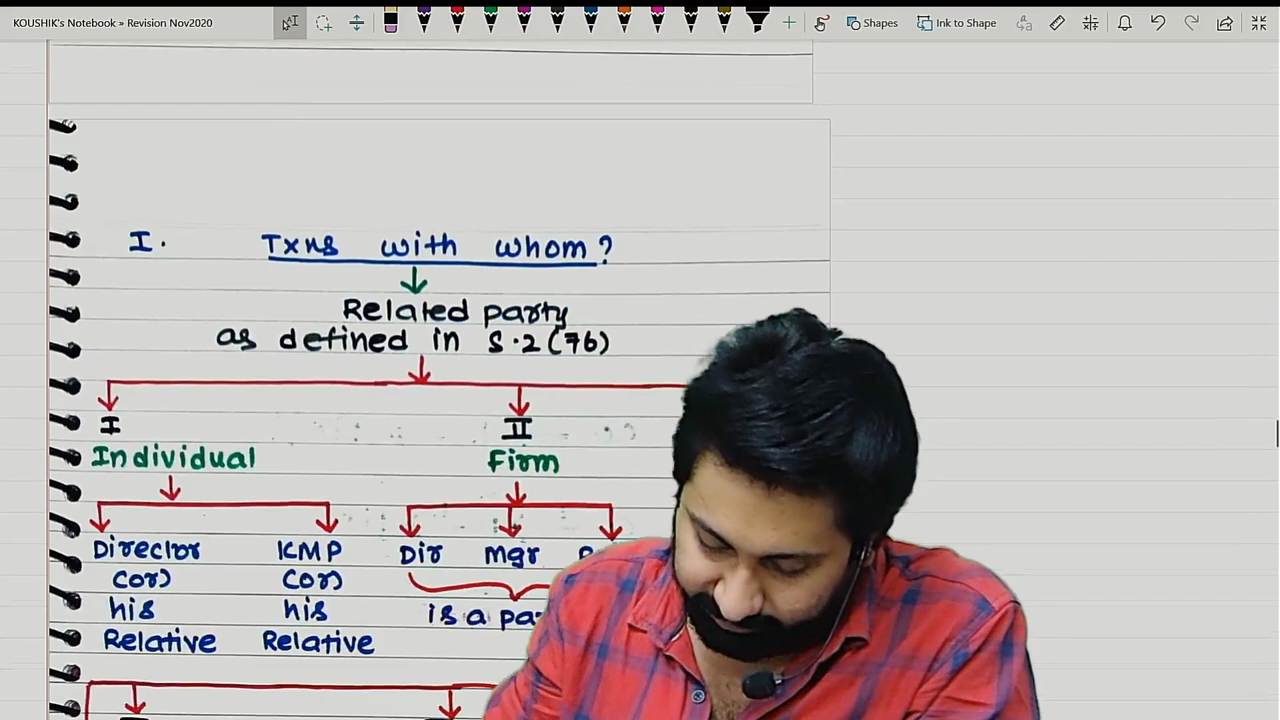 KOUSHIK's Notebook » Revision Nov2020
Shapes
Ink to Shape
I. Txns with whom?
Related party
as defined in S.2(76)
I II
Individual Firm
Director KMP Dir Mgr
(or) (or)
his his is a
Relative Relative